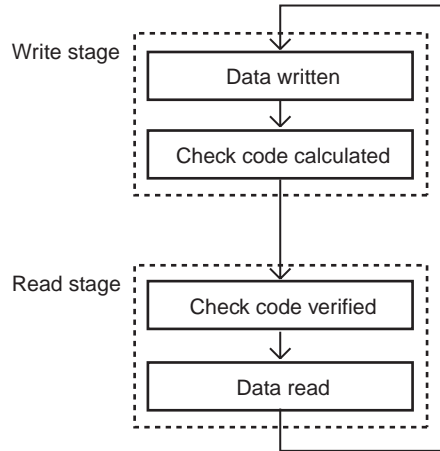 Write stage
Data written
Check code calculated
Read stage
Check code verified
Data read